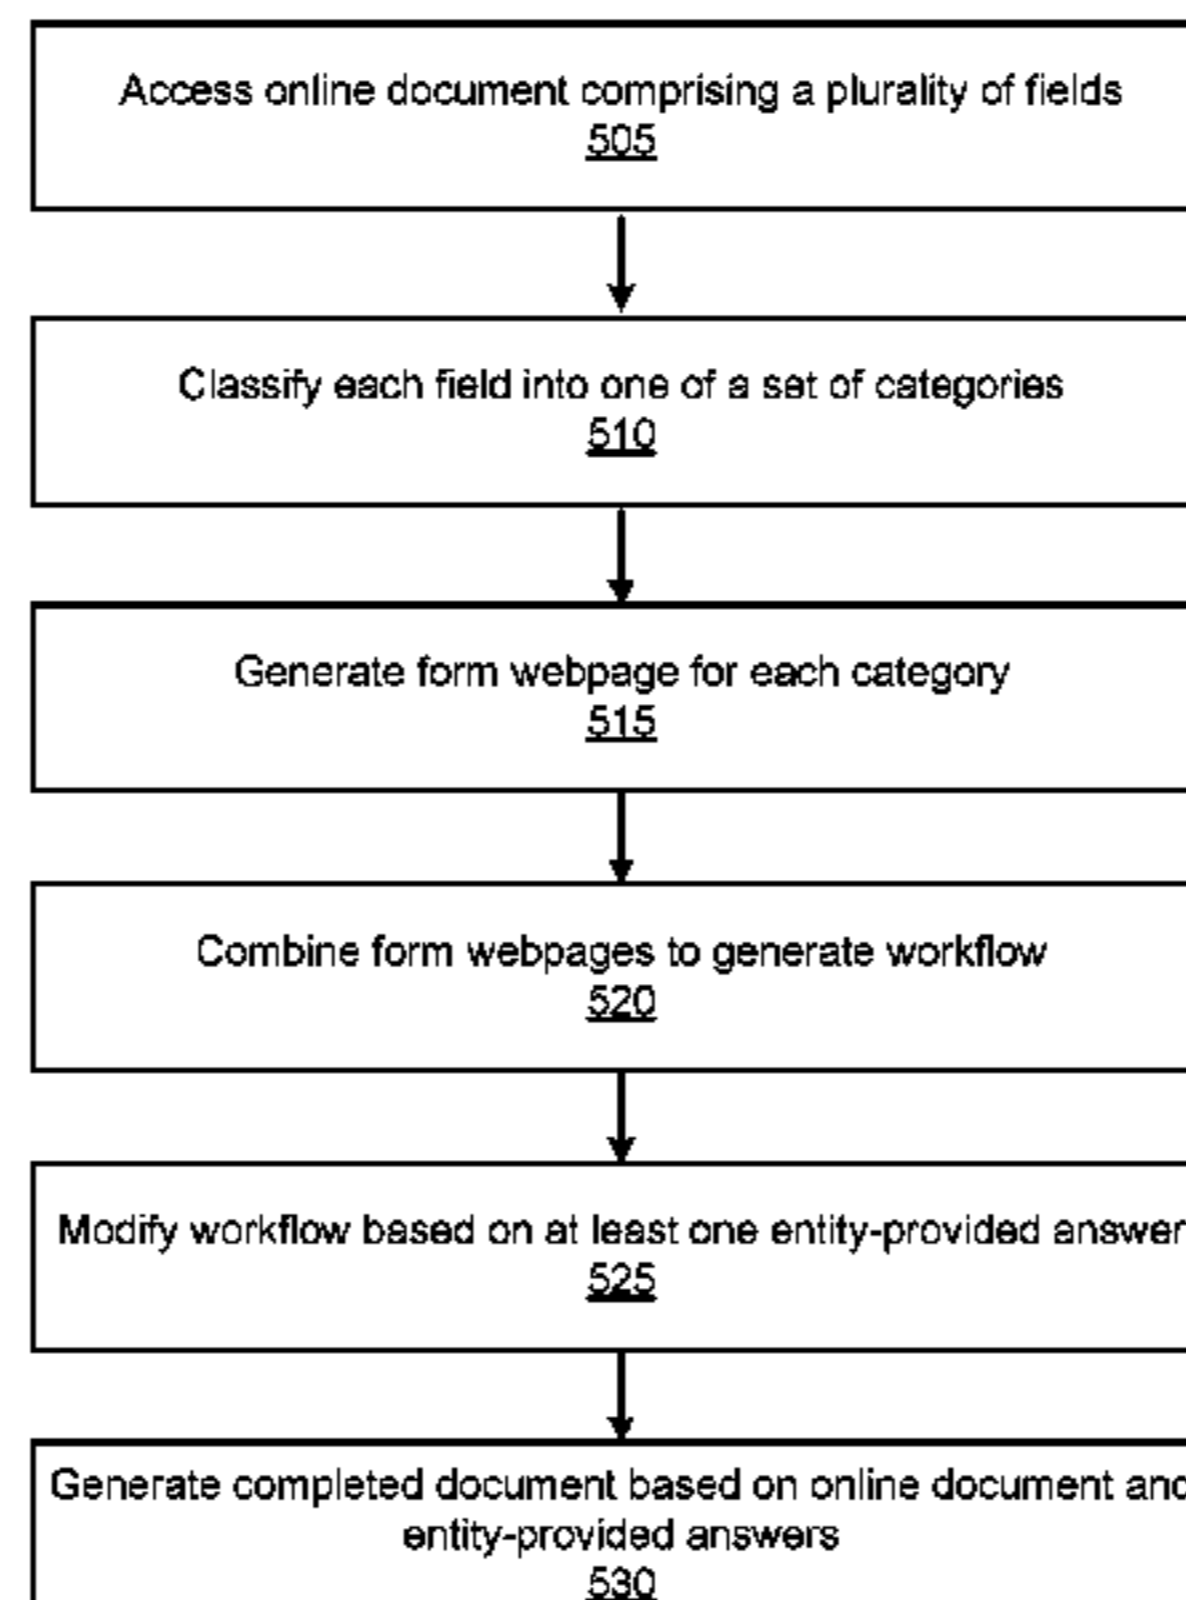 Access online document comprising a plurality of fields
505
Classify each field into one of a set of categories
510
Generate form webpage for each category
515
Combine form webpages to generate workflow
520
Modify workflow based on at least one entity-provided answer
525
Generate completed document based on online document and
entity-provided answers
530